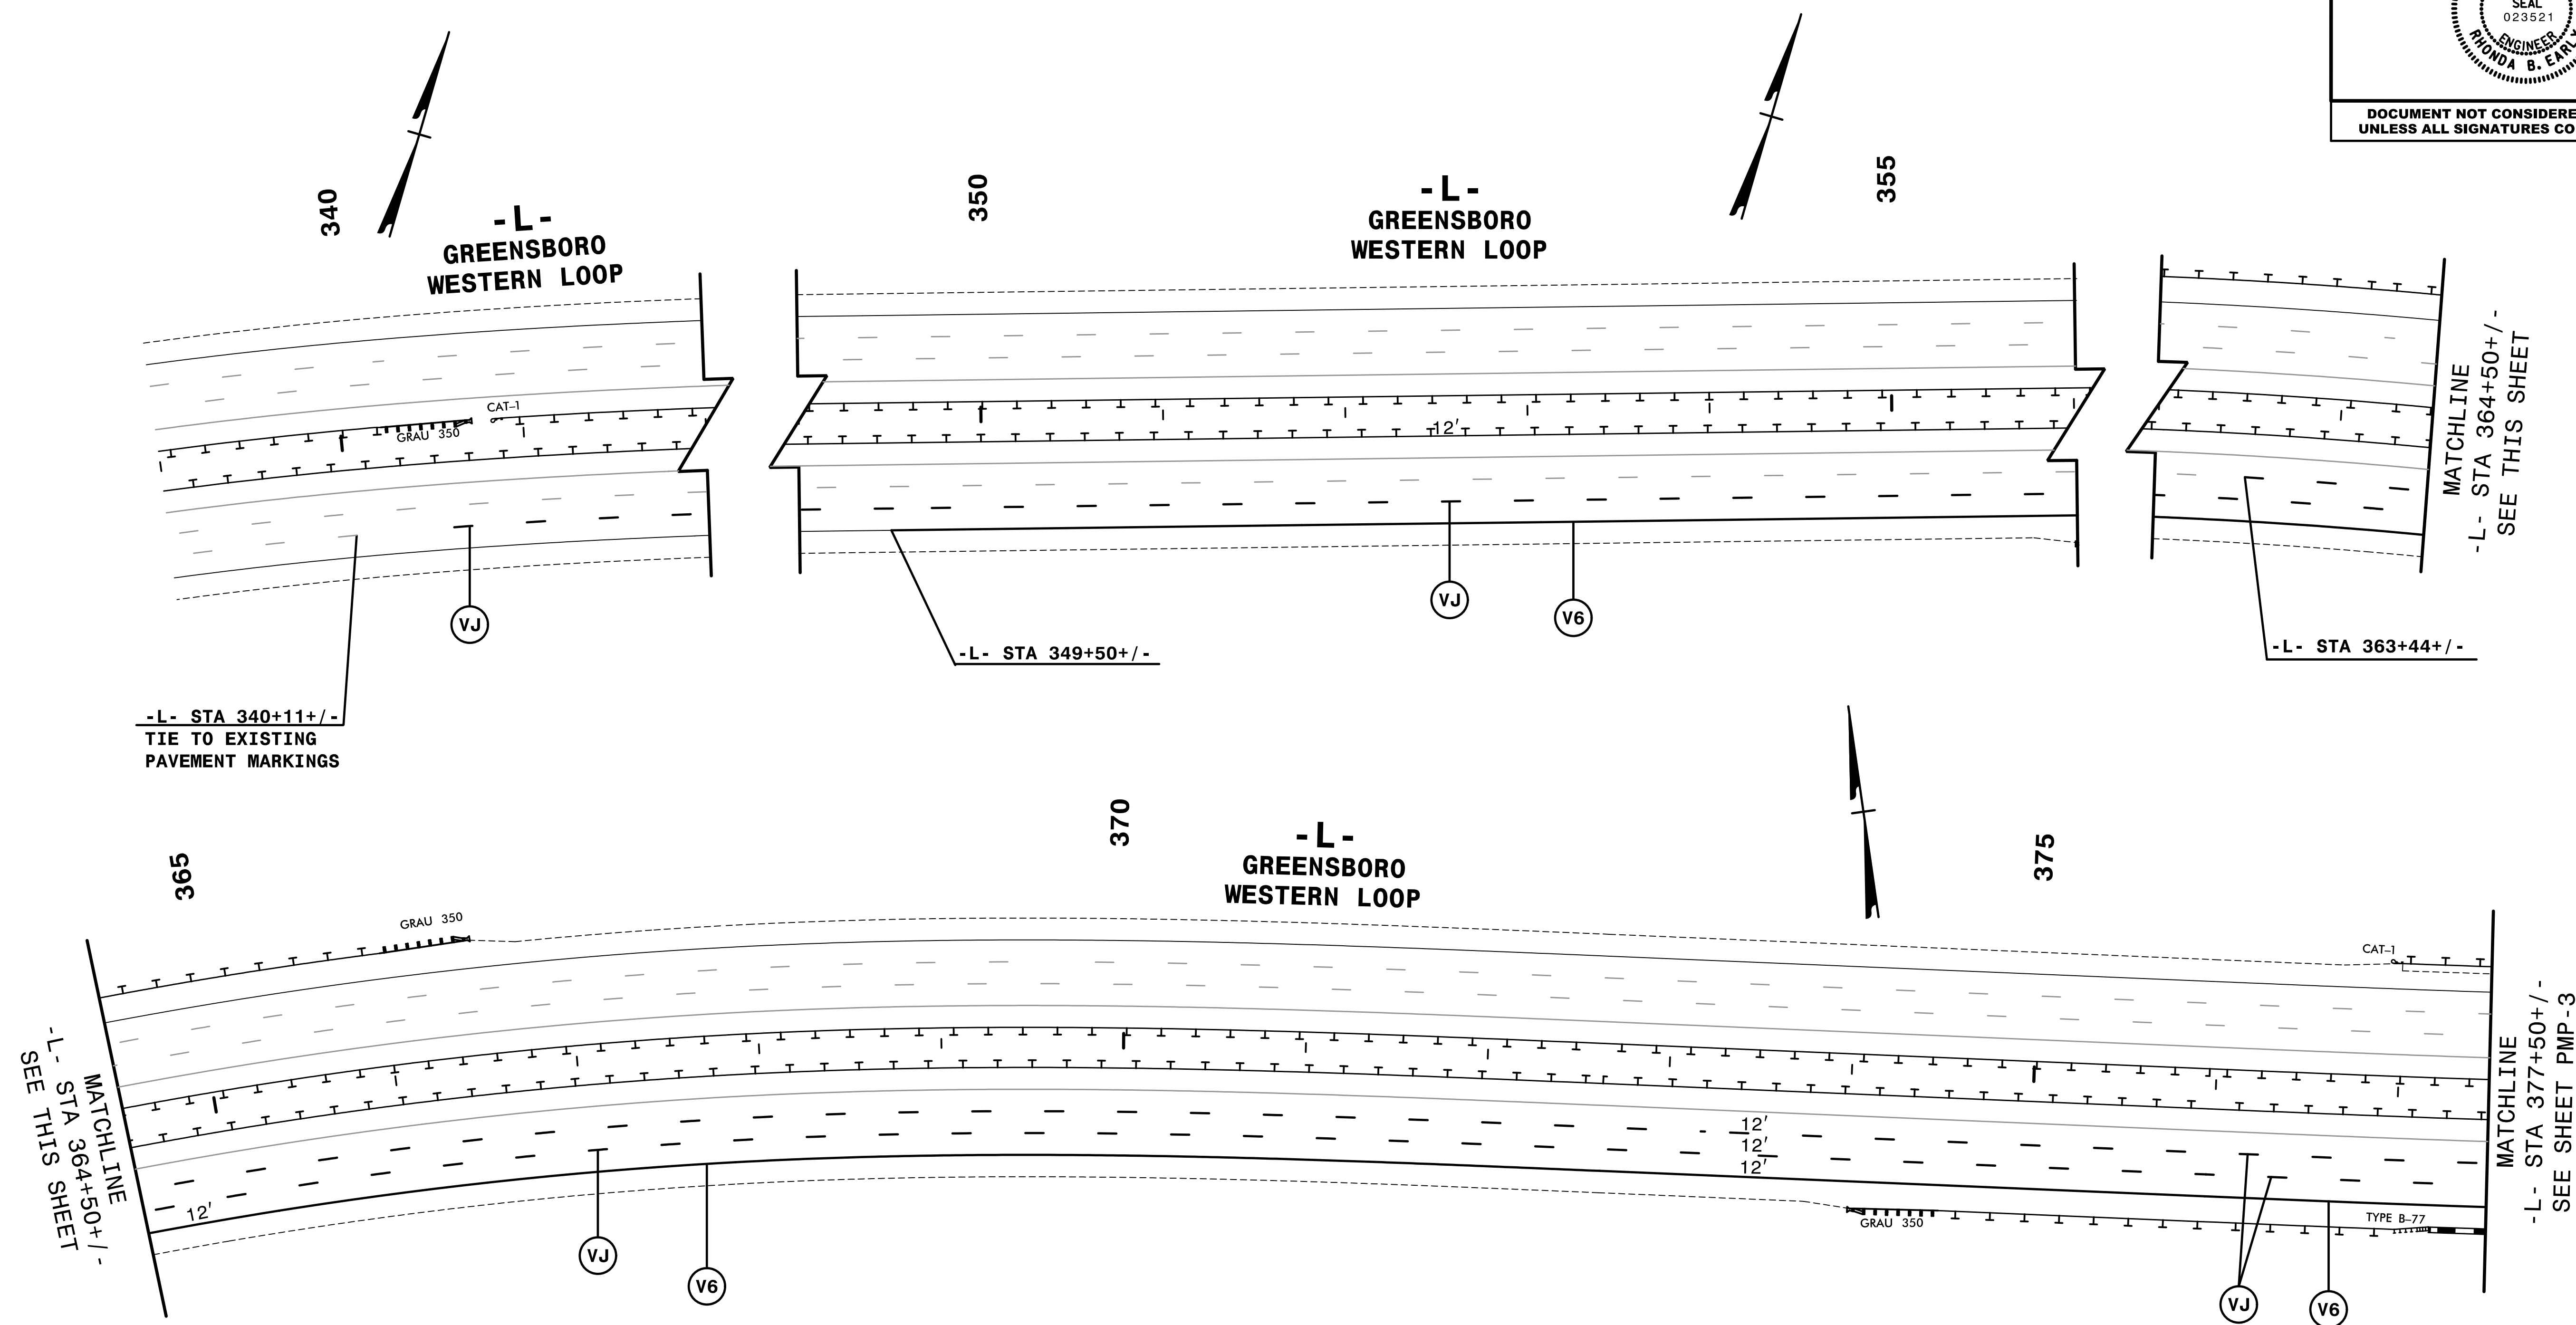 SEAL
023521
ENGINEER
RHONDA B. EARLY
DOCUMENT NOT CONSIDERE
UNLESS ALL SIGNATURES CO
340
-L-
GREENSBORO
WESTERN LOOP
350
-L-
GREENSBORO
WESTERN LOOP
355
CAT-1
GRAU 350
12'
MATCHLINE
-L- STA 364+50+/-
SEE THIS SHEET
VJ
VJ
V6
-L- STA 349+50+/-
-L- STA 363+44+/-
-L- STA 340+11+/-
TIE TO EXISTING
PAVEMENT MARKINGS
365
370
-L-
GREENSBORO
WESTERN LOOP
375
GRAU 350
CAT-1
MATCHLINE
-L- STA 364+50+/-
SEE THIS SHEET
12'
12'
12'
12'
GRAU 350
TYPE B-77
MATCHLINE
-L- STA 377+50+/-
SEE SHEET PMP-3
VJ
V6
VJ
V6